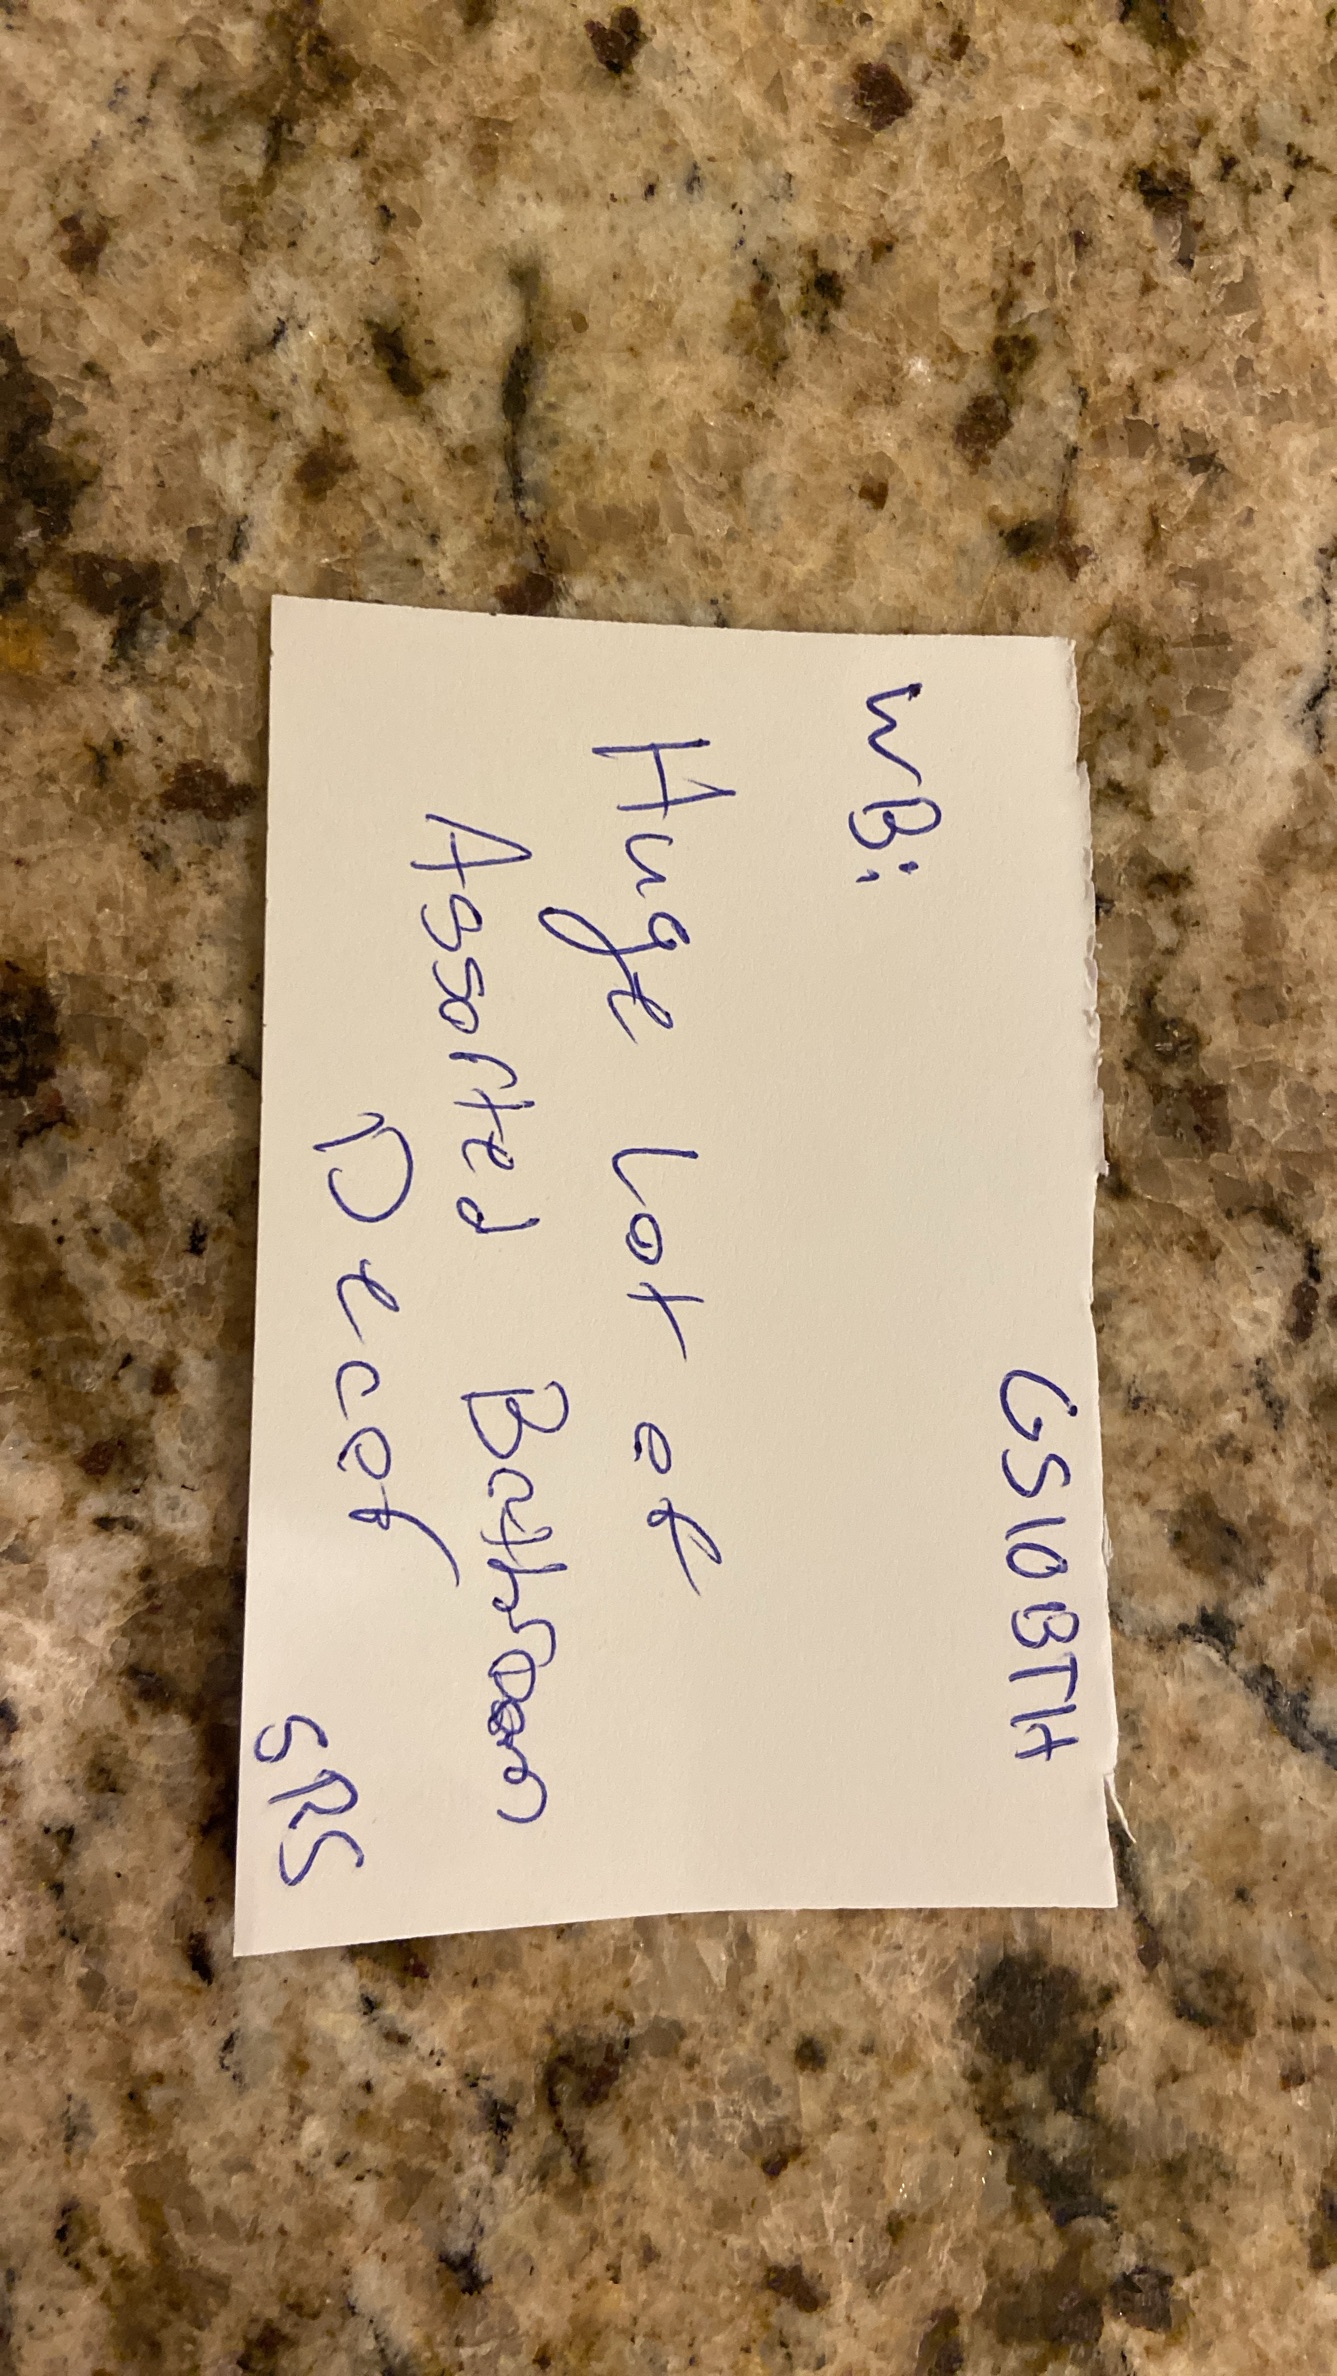 GS10BTH
WB:
Huge Lot of
Assorted Bathroom
Decor
SRS